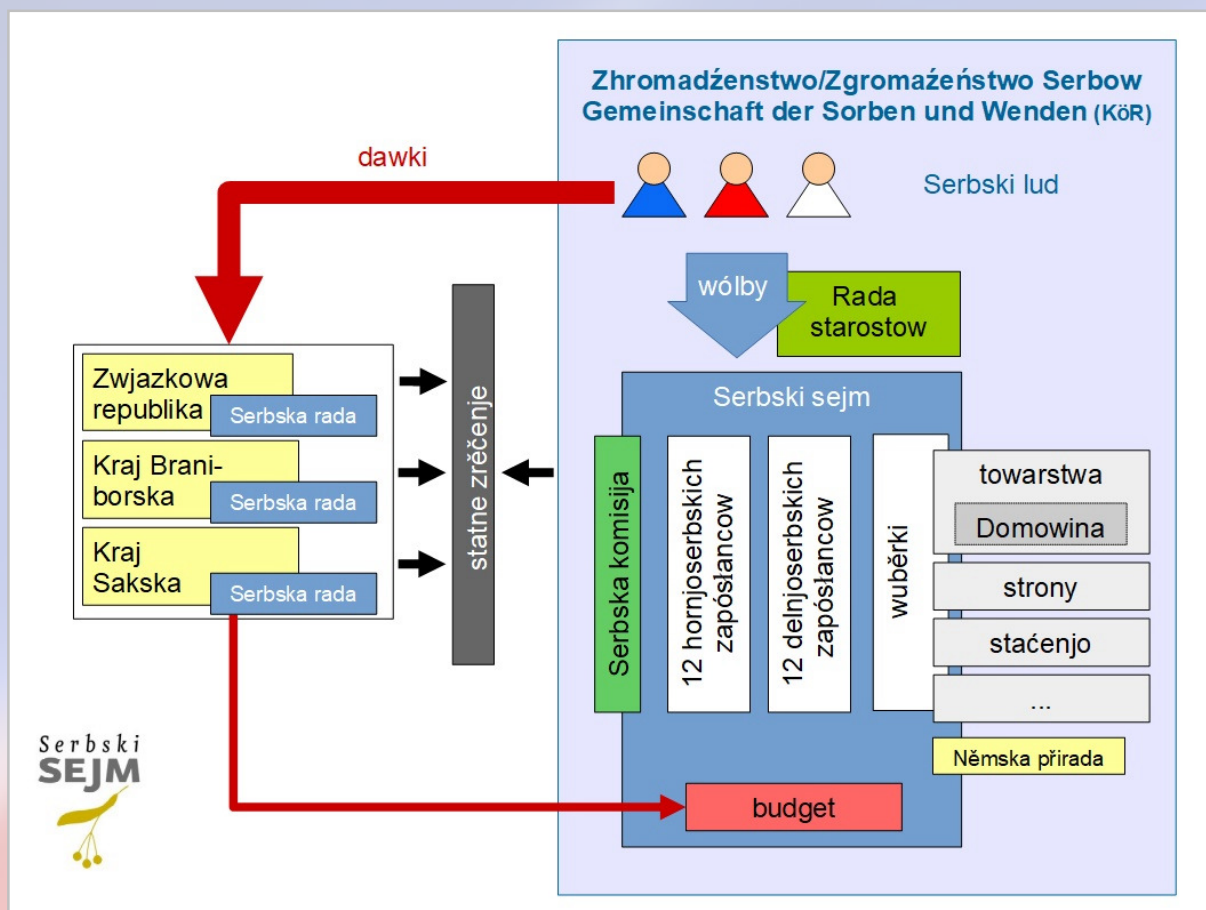 Zhromadźenstwo/Zgromaźeństwo Serbow
Gemeinschaft der Sorben und Wenden (KöR)
dawki
Serbski lud
wólby
Rada
starostow
Zwjazkowa
republika
Serbska rada
Kraj Brani-
borska
Serbska rada
Kraj
Sakska
Serbska rada
statne zrěčenje
Serbski sejm
Serbska komisija
12 hornjoserbskich
zapósłancow
12 delnjoserbskich
zapósłancow
wuběrki
towarstwa
Domowina
strony
staćenjo
...
Němska přirada
budget
Serbski
SEJM